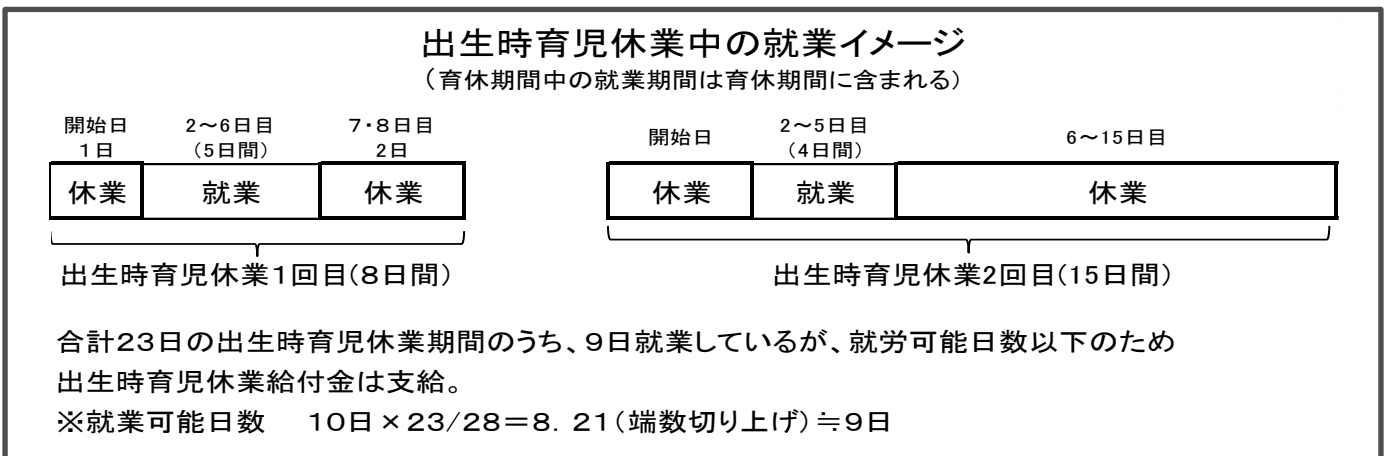 出生時育児休業中の就業イメージ
（育休期間中の就業期間は育休期間に含まれる）
開始日
1日
2～6日目
（5日間）
7・8日目
2日
休業
就業
休業
出生時育児休業1回目（8日間）
開始日
2～5日目
（4日間）
6～15日目
休業
就業
休業
出生時育児休業2回目（15日間）
合計23日の出生時育児休業期間のうち、9日就業しているが、就労可能日数以下のため
出生時育児休業給付金は支給。
※就業可能日数　10日×23/28＝8．21（端数切り上げ）≒9日